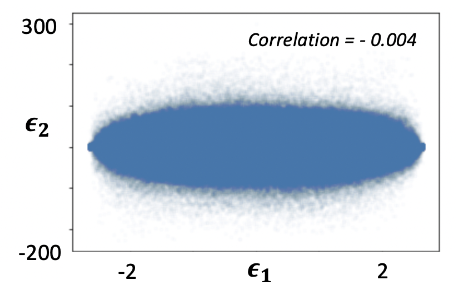 300
Correlation = - 0.004
ϵ₂
-200
-2
ϵ₁
2